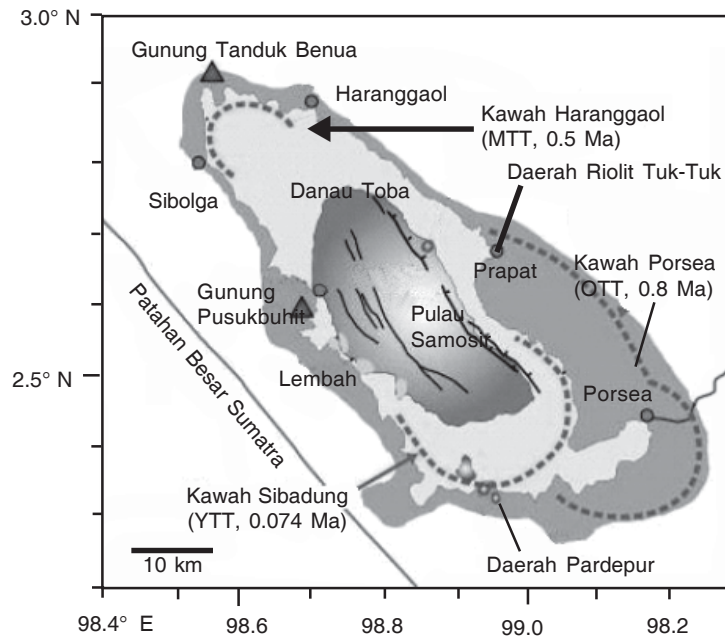 3.0° N
Gunung Tanduk Benua
Haranggaol
Kawah Haranggaol
(MTT, 0.5 Ma)
Daerah Riolit Tuk-Tuk
Sibolga
Danau Toba
Prapat
Kawah Porsea
(OTT, 0.8 Ma)
Gunung
Pusukbuhit
Pulau
Samosir
Patahan Besar Sumatra
2.5° N
Lembah
Porsea
Kawah Sibadung
(YTT, 0.074 Ma)
10 km
Daerah Pardepur
98.4° E
98.6
98.8
99.0
98.2